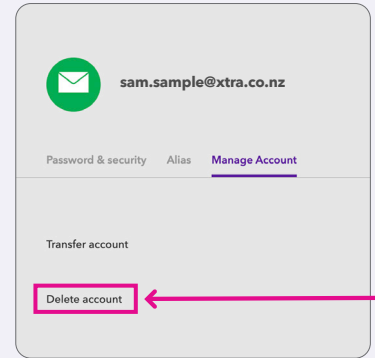 sam.sample@xtra.co.nz
Password & security Alias Manage Account
Transfer account
Delete account